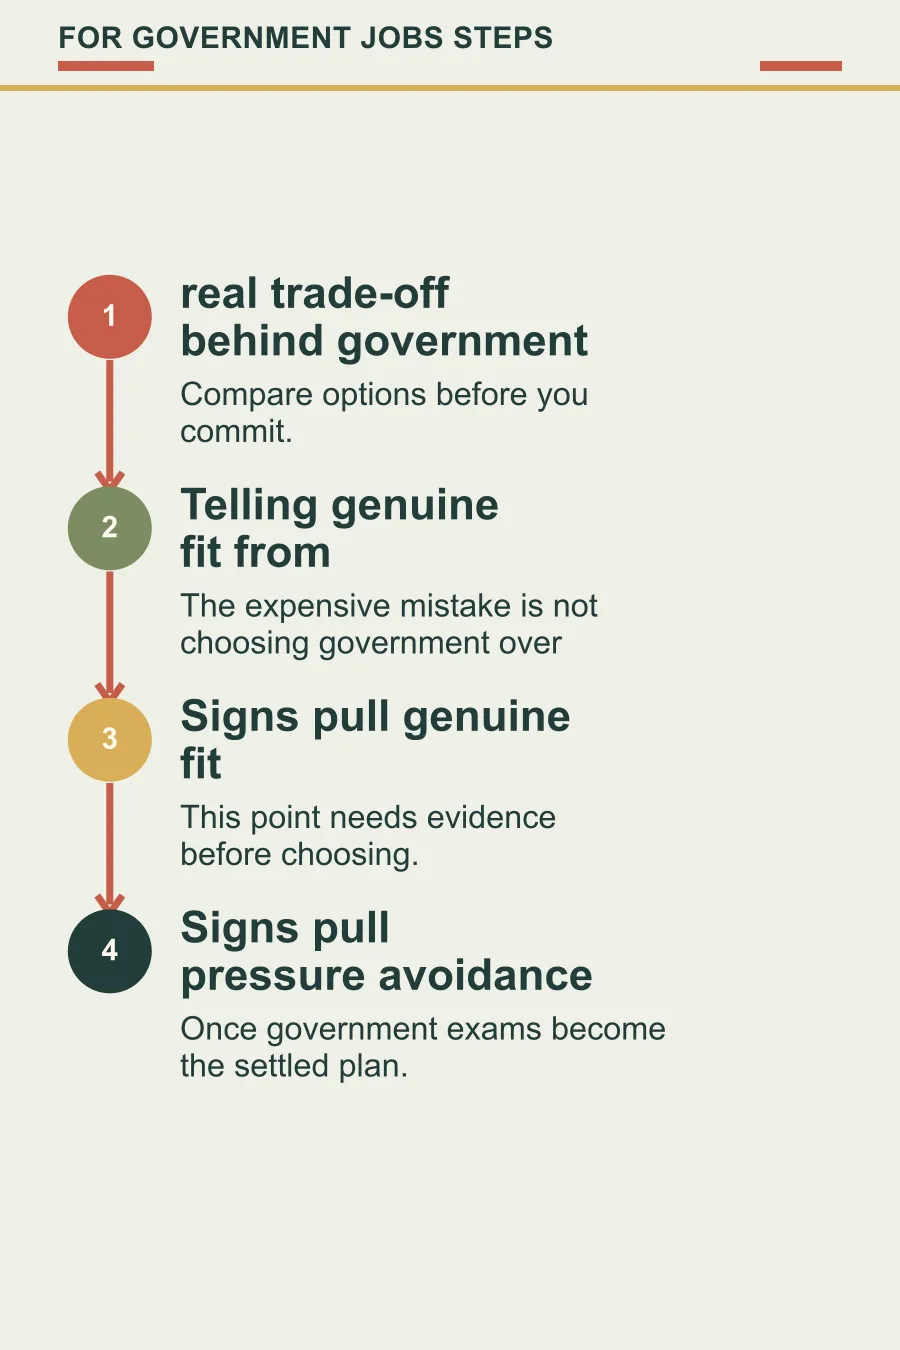 FOR GOVERNMENT JOBS STEPS
1
real trade-off
behind government
Compare options before you
commit.
2
Telling genuine
fit from
The expensive mistake is not
choosing government over
3
Signs pull genuine
fit
This point needs evidence
before choosing.
4
Signs pull
pressure avoidance
Once government exams become
the settled plan.